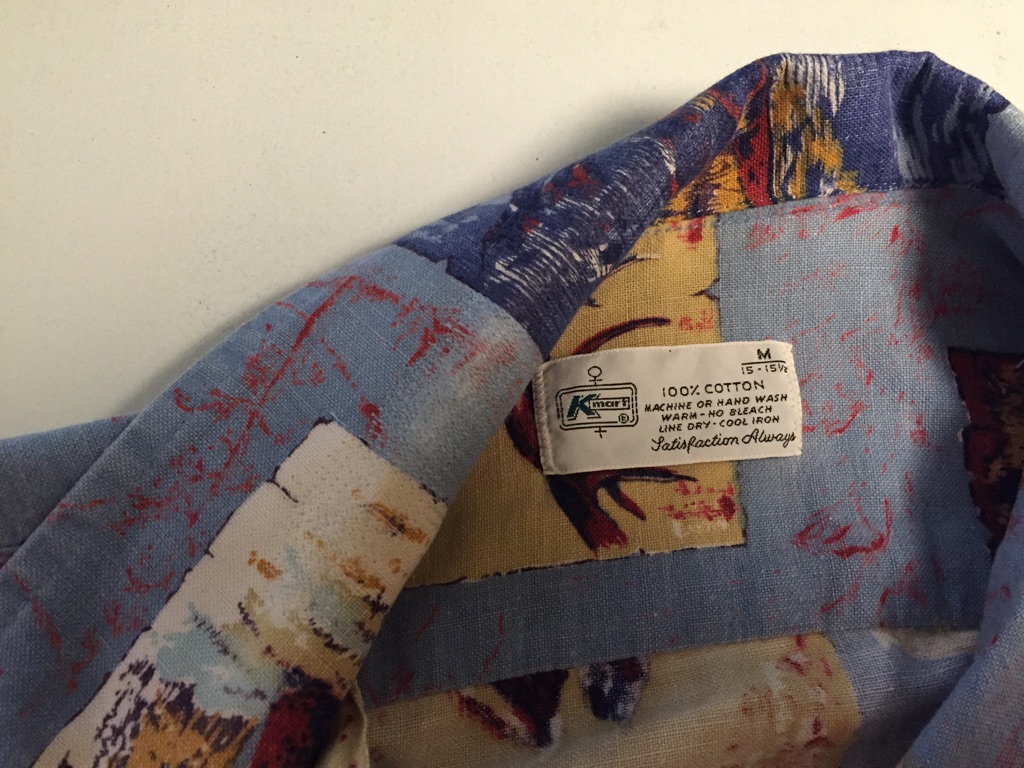 M
15 - 15½
Kmart ®
100% COTTON
MACHINE OR HAND WASH
WARM - NO BLEACH
LINE DRY - COOL IRON
Satisfaction Always